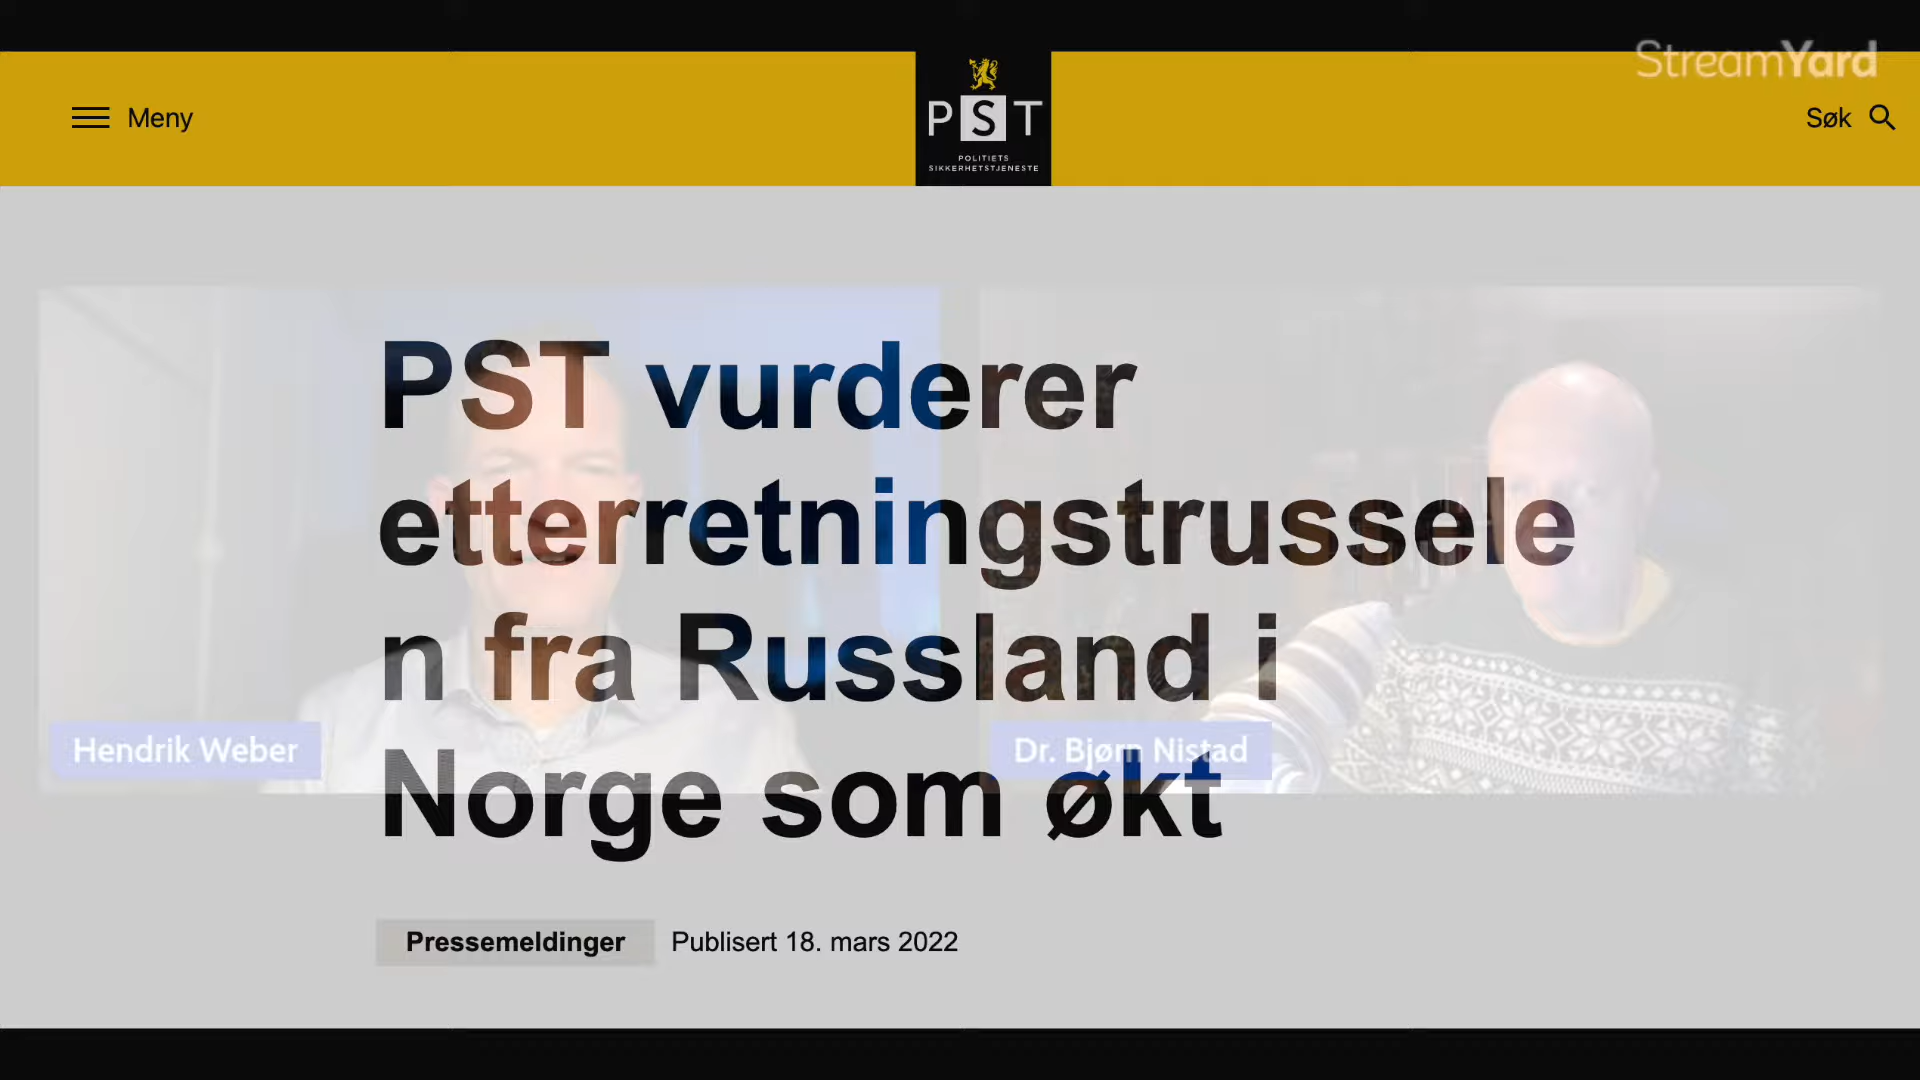 StreamYard
Meny
PST
POLITIETS
SIKKERHETSTJENESTE
Søk
PST vurderer
etterretningstrussele
n fra Russland i
Norge som økt
Hendrik Weber
Dr. Bjørn Nistad
Pressemeldinger Publisert 18. mars 2022